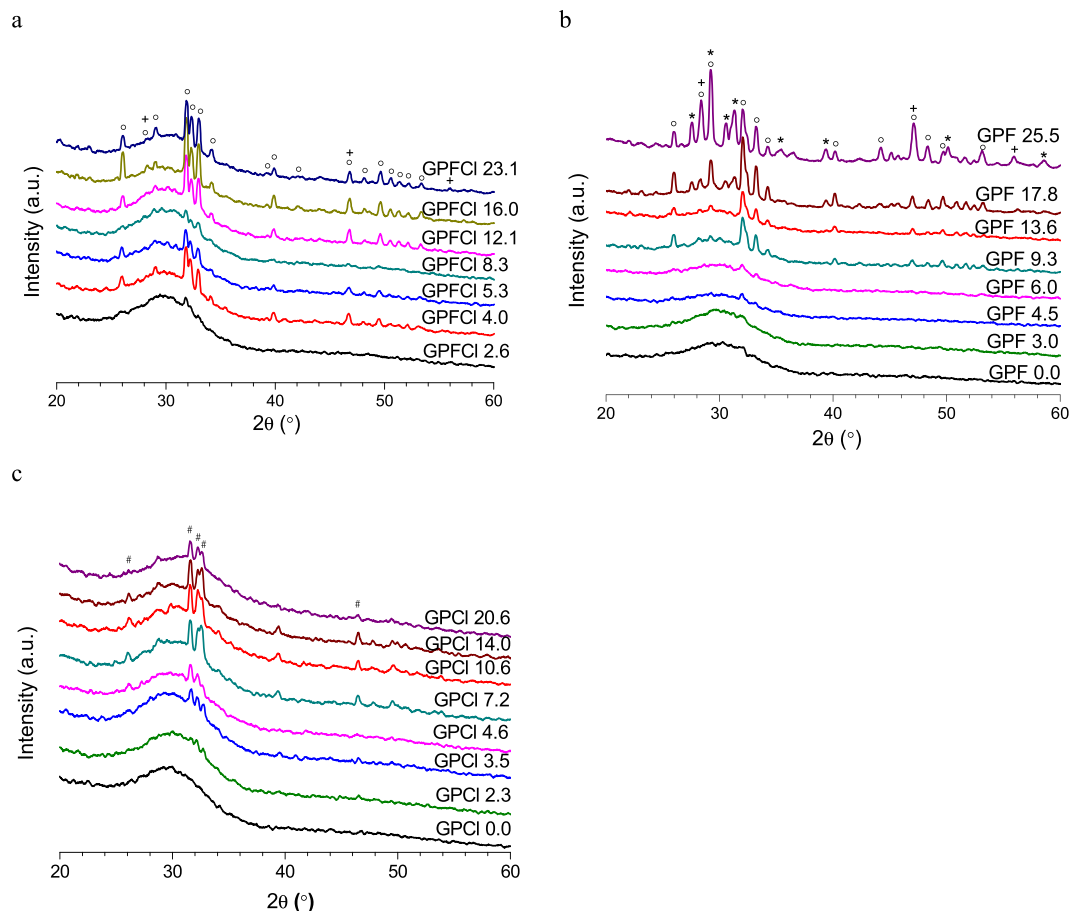 a
Intensity (a.u.)
GPFCl 23.1
GPFCl 16.0
GPFCl 12.1
GPFCl 8.3
GPFCl 5.3
GPFCl 4.0
GPFCl 2.6
20 30 40 50 60
2θ (°)
b
Intensity (a.u.)
GPF 25.5
GPF 17.8
GPF 13.6
GPF 9.3
GPF 6.0
GPF 4.5
GPF 3.0
GPF 0.0
20 30 40 50 60
2θ (°)
c
Intensity (a.u.)
# # # # #
GPCl 20.6
GPCl 14.0
GPCl 10.6
GPCl 7.2
GPCl 4.6
GPCl 3.5
GPCl 2.3
GPCl 0.0
20 30 40 50 60
2θ (°)